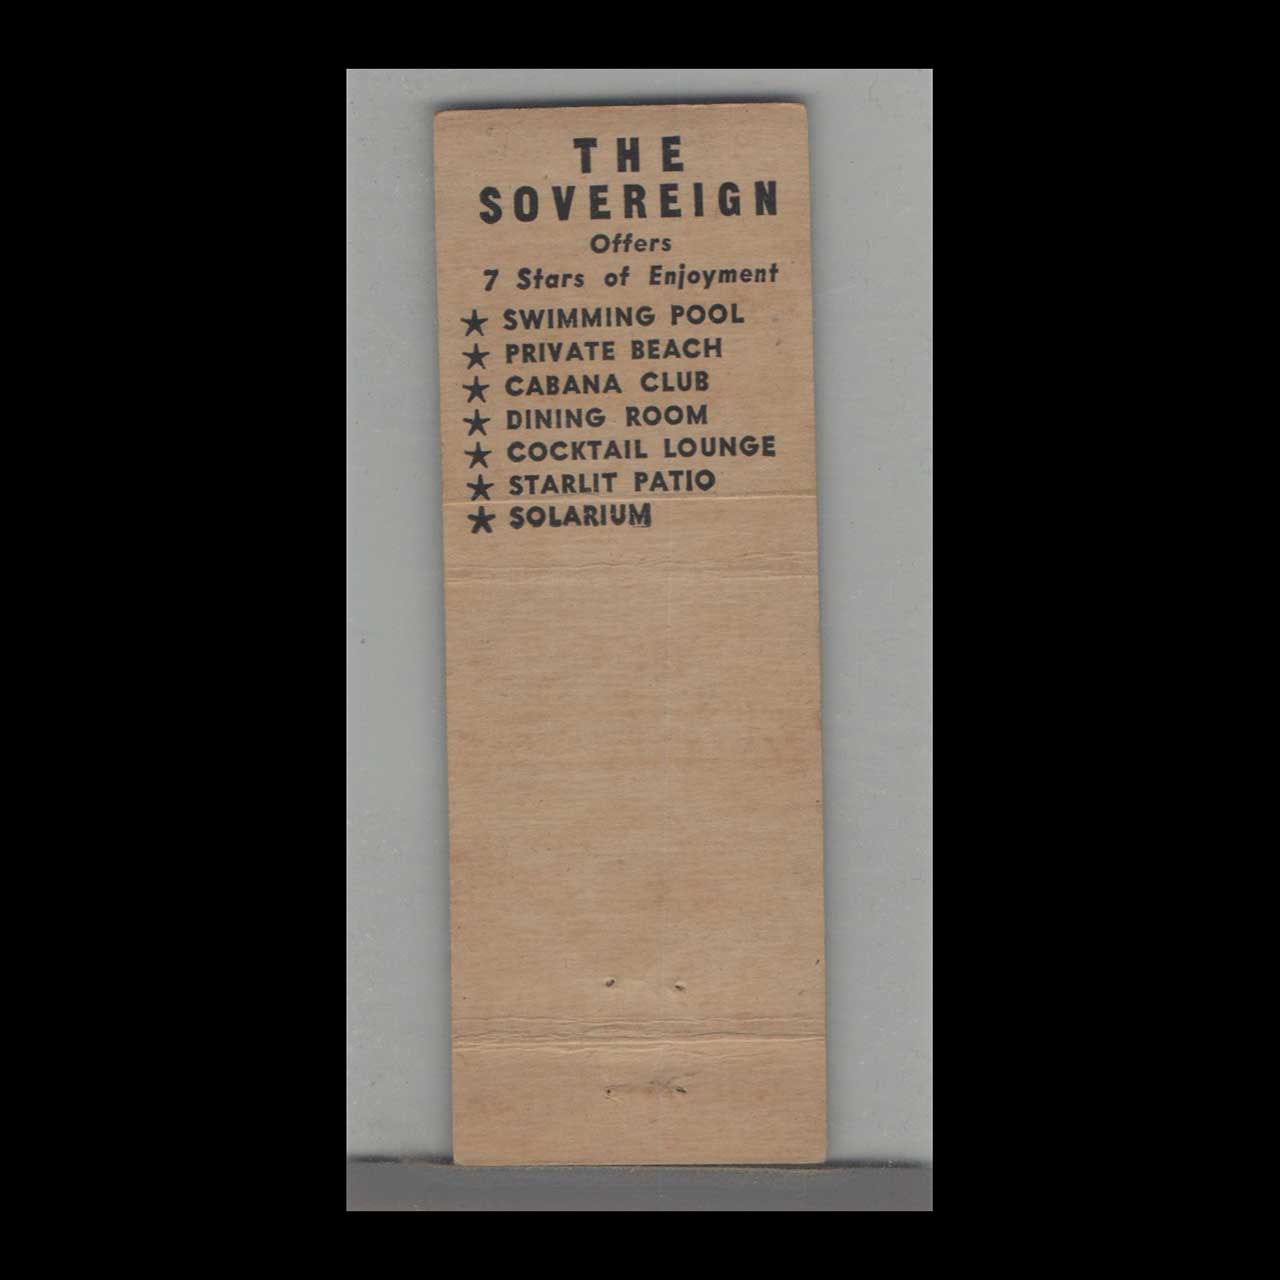 THE
SOVEREIGN
Offers
7 Stars of Enjoyment
★ SWIMMING POOL
★ PRIVATE BEACH
★ CABANA CLUB
★ DINING ROOM
★ COCKTAIL LOUNGE
★ STARLIT PATIO
★ SOLARIUM